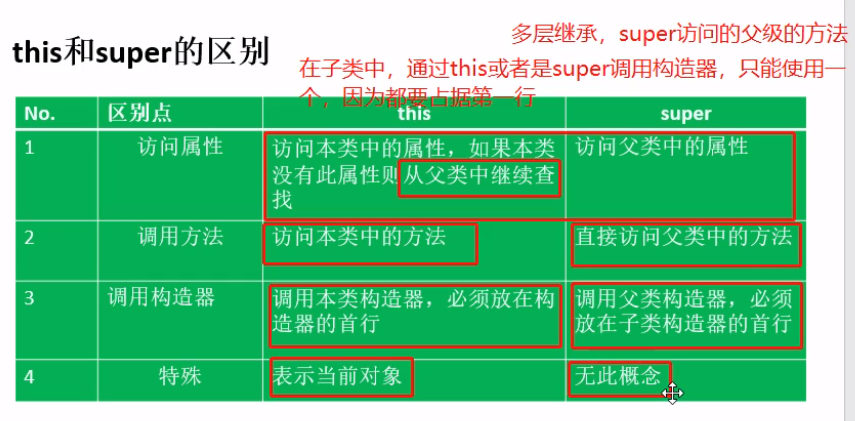 多层继承，super访问的父级的方法
this和super的区别
在子类中，通过this或者是super调用构造器，只能使用一
个，因为都要占据第一行
No. 区别点 this super
1 访问属性 访问本类中的属性，如果本类 访问父类中的属性
没有此属性则从父类中继续查
找
2 调用方法 访问本类中的方法 直接访问父类中的方法
3 调用构造器 调用本类构造器，必须放在构 调用父类构造器，必须
造器的首行 放在子类构造器的首行
4 特殊 表示当前对象 无此概念